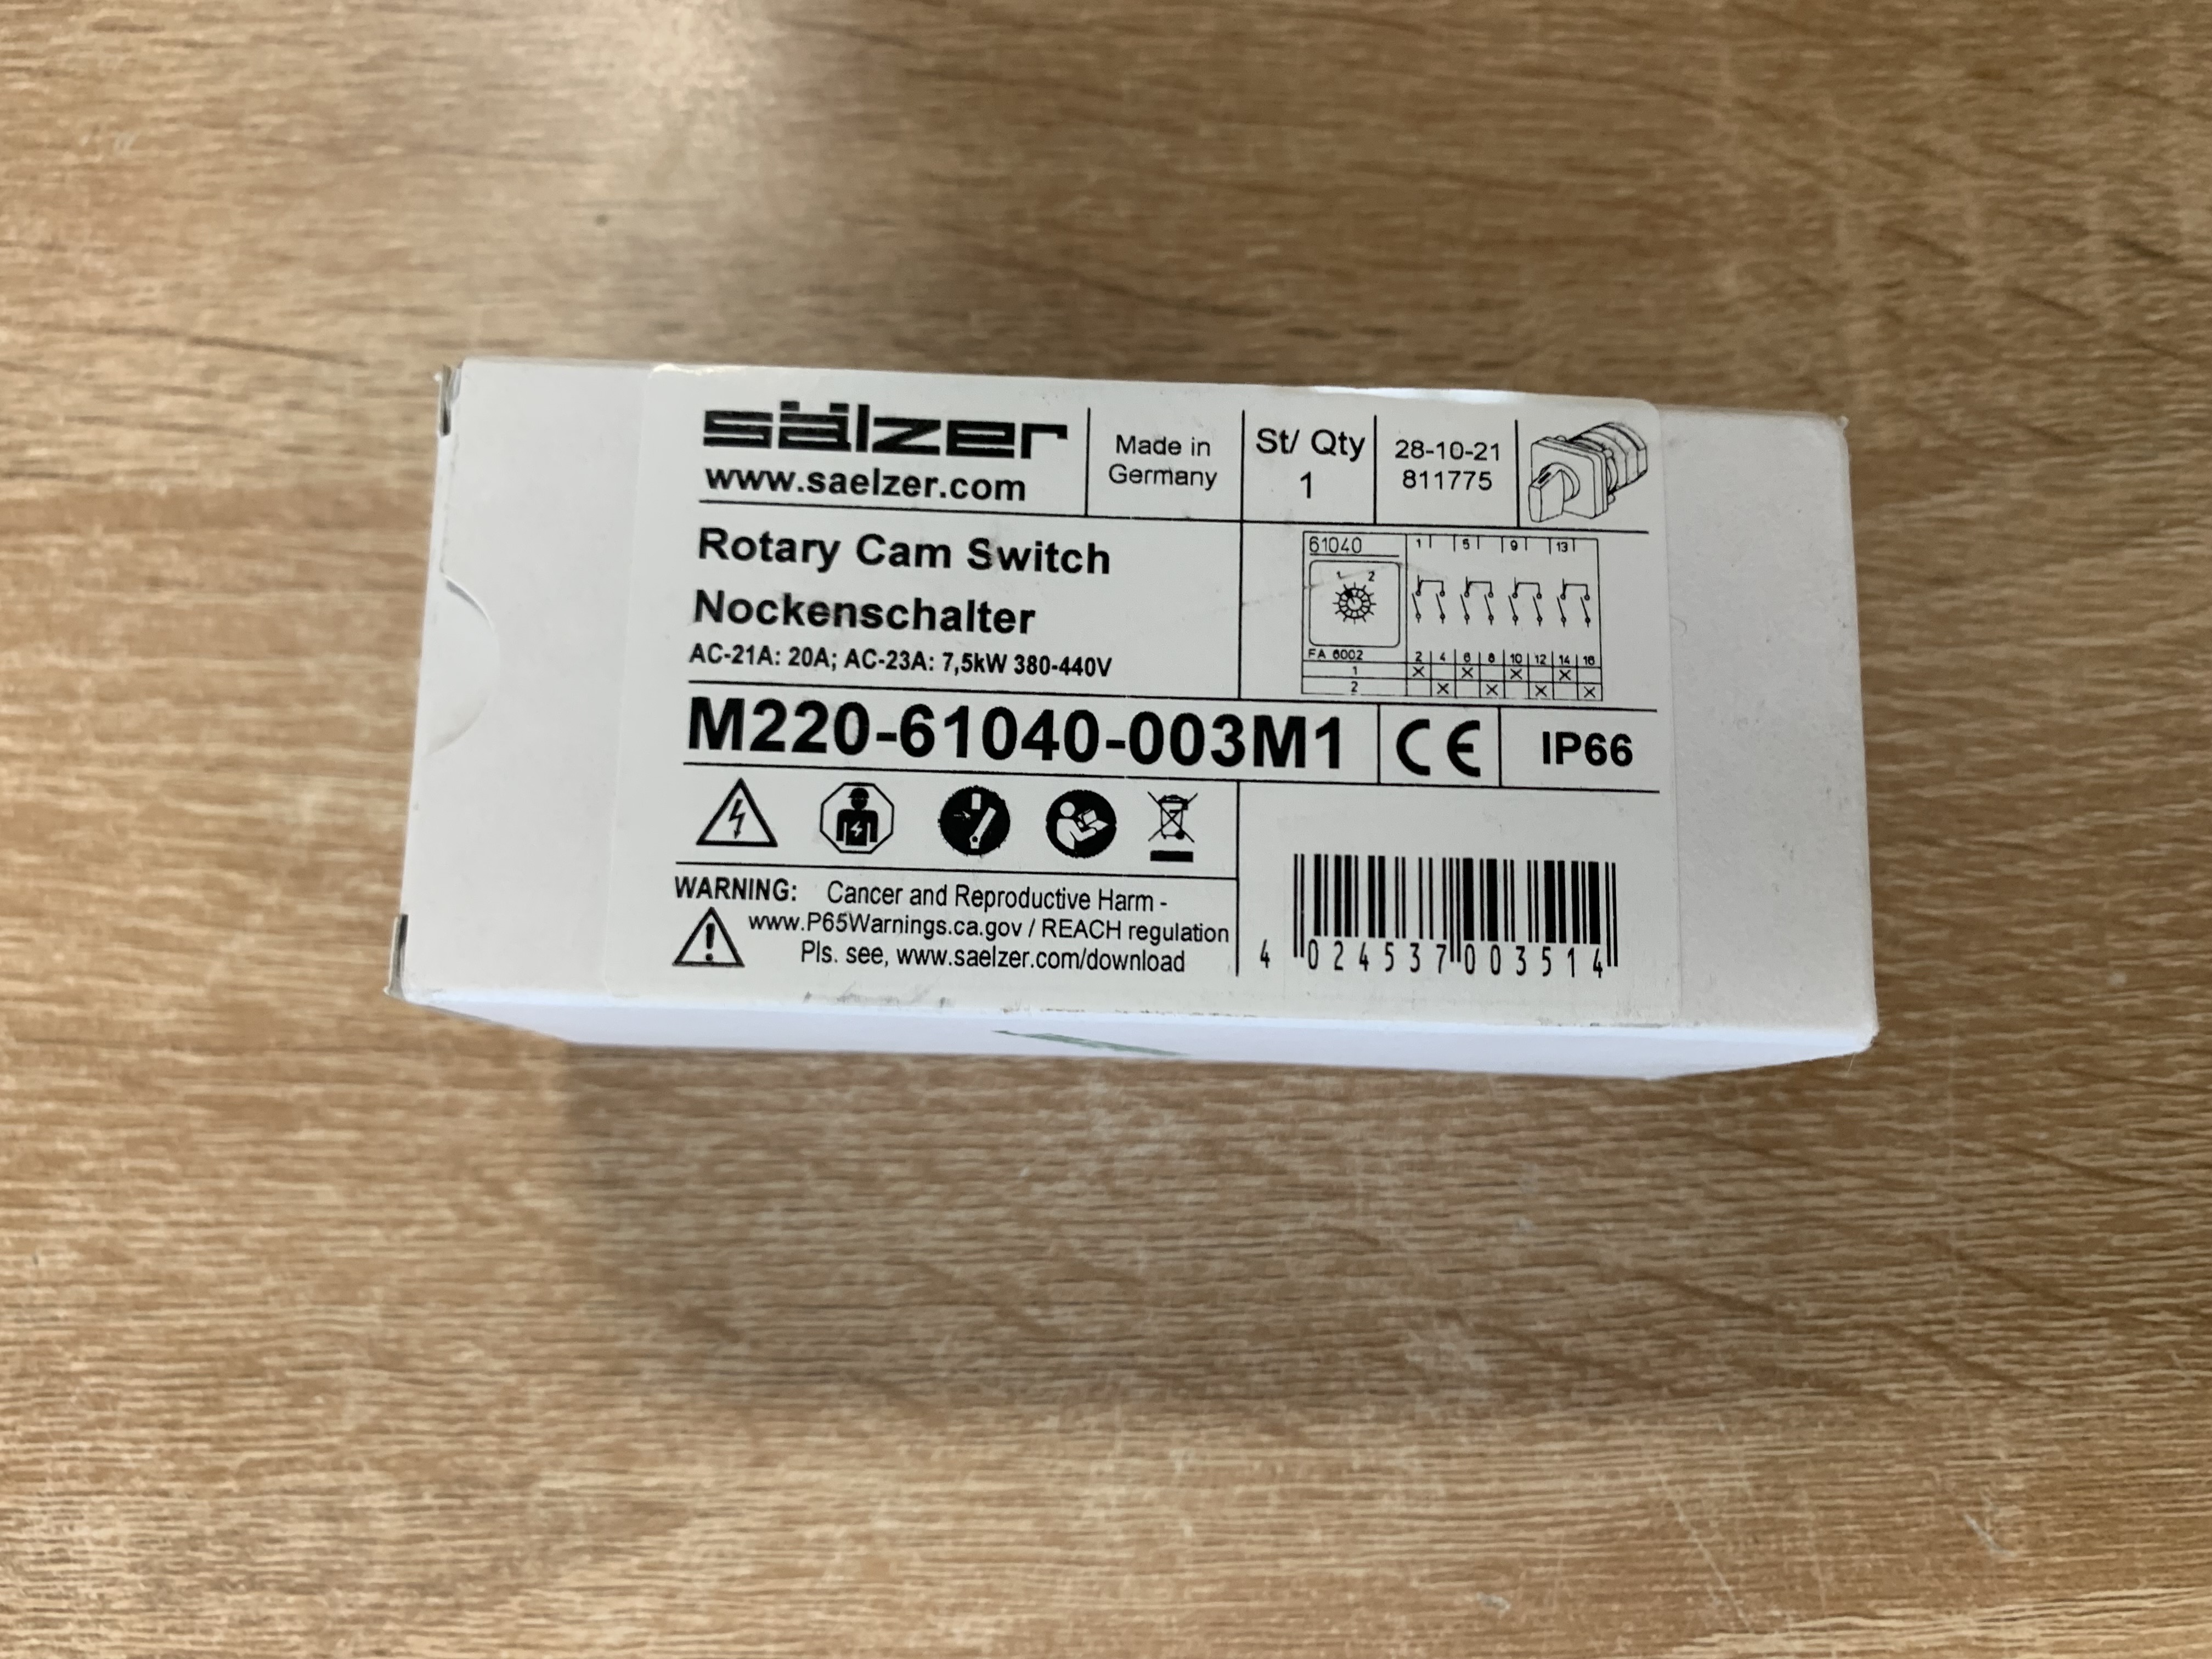 sälzer
www.saelzer.com
Made in
Germany
St/ Qty
1
28-10-21
811775
Rotary Cam Switch
Nockenschalter
AC-21A: 20A; AC-23A: 7,5kW 380-440V
61040
1 2
FA 6002
1 5 9 13
2 4 6 8 10 12 14 16
1 X X X X
2 X X X X
M220-61040-003M1
CE
IP66
WARNING: Cancer and Reproductive Harm -
www.P65Warnings.ca.gov / REACH regulation
Pls. see, www.saelzer.com/download
4 024537 003514